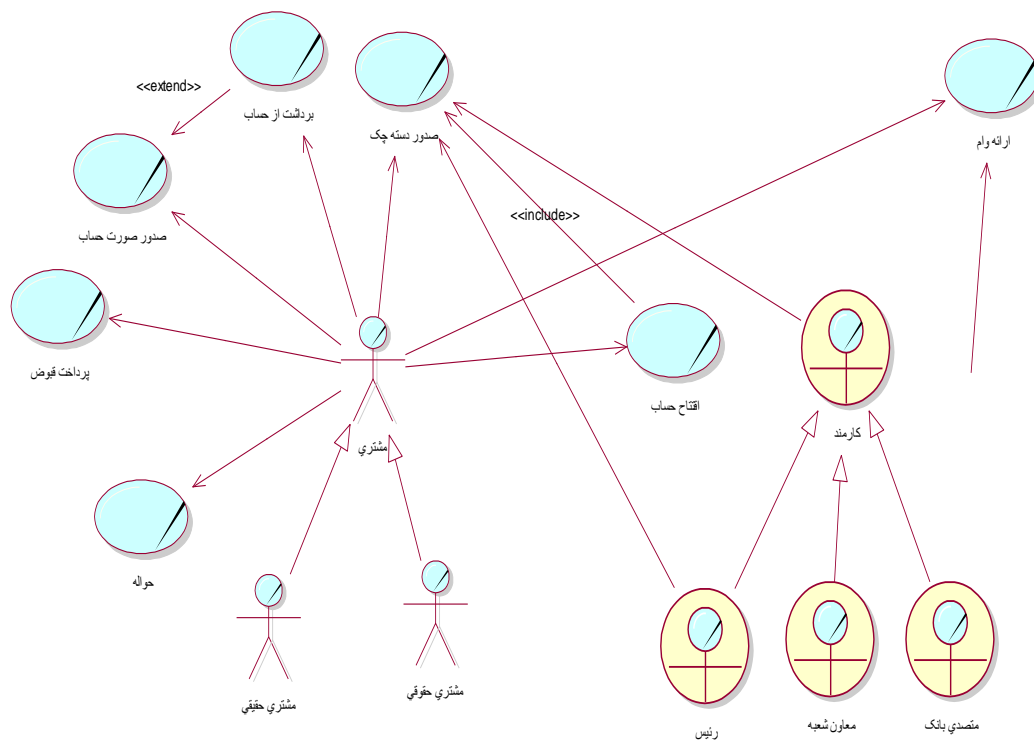 <<extend>>
برداشت از حساب
صدور دسته چک
ارائه وام
صدور صورت حساب
<<include>>
پرداخت قبوض
افتتاح حساب
کارمند
مشتري
حواله
مشتري حقيقي
مشتري حقوقي
رئيس
معاون شعبه
متصدي بانک